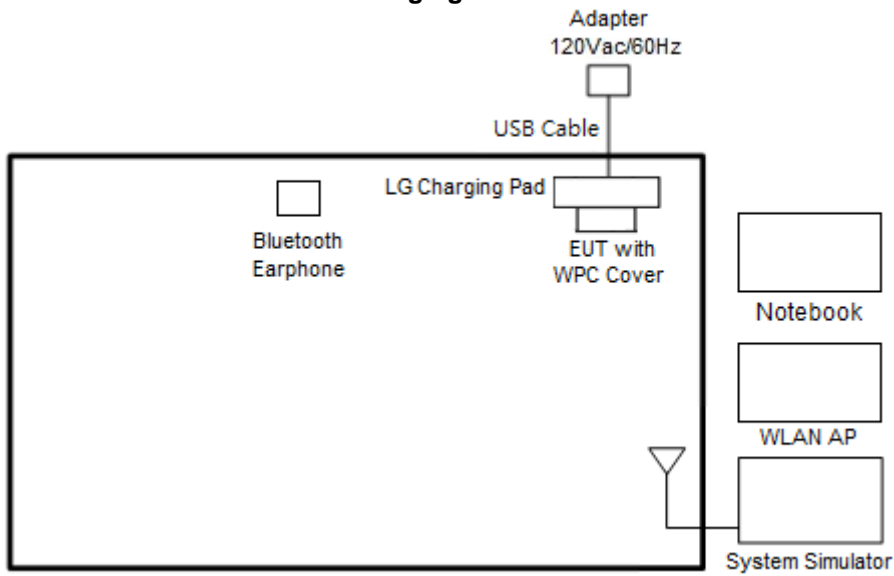 Adapter
120Vac/60Hz
USB Cable
LG Charging Pad
Bluetooth
Earphone
EUT with
WPC Cover
Notebook
WLAN AP
System Simulator